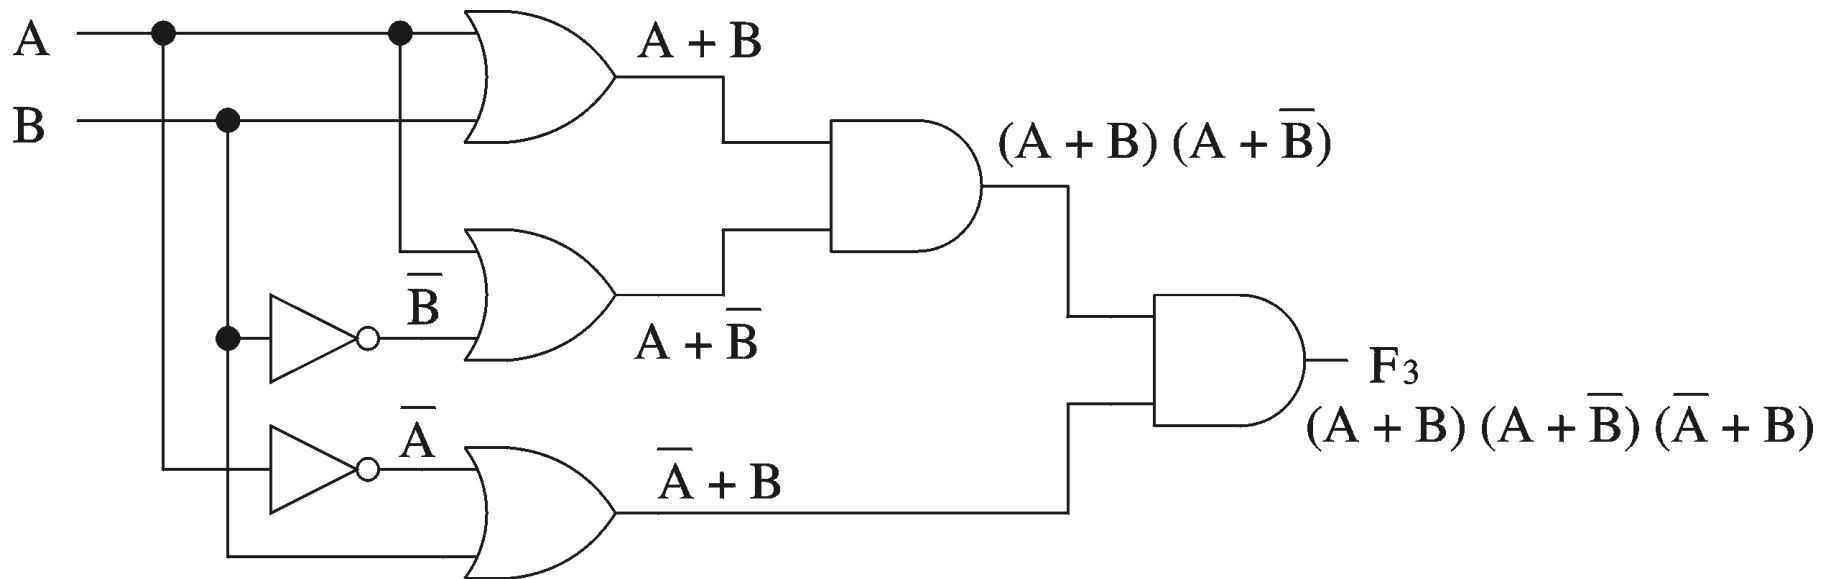 A
A + B
B
(A + B) (A + B̅)
B̅
A + B̅
F₃
A̅
(A + B) (A + B̅) (A̅ + B)
A̅ + B